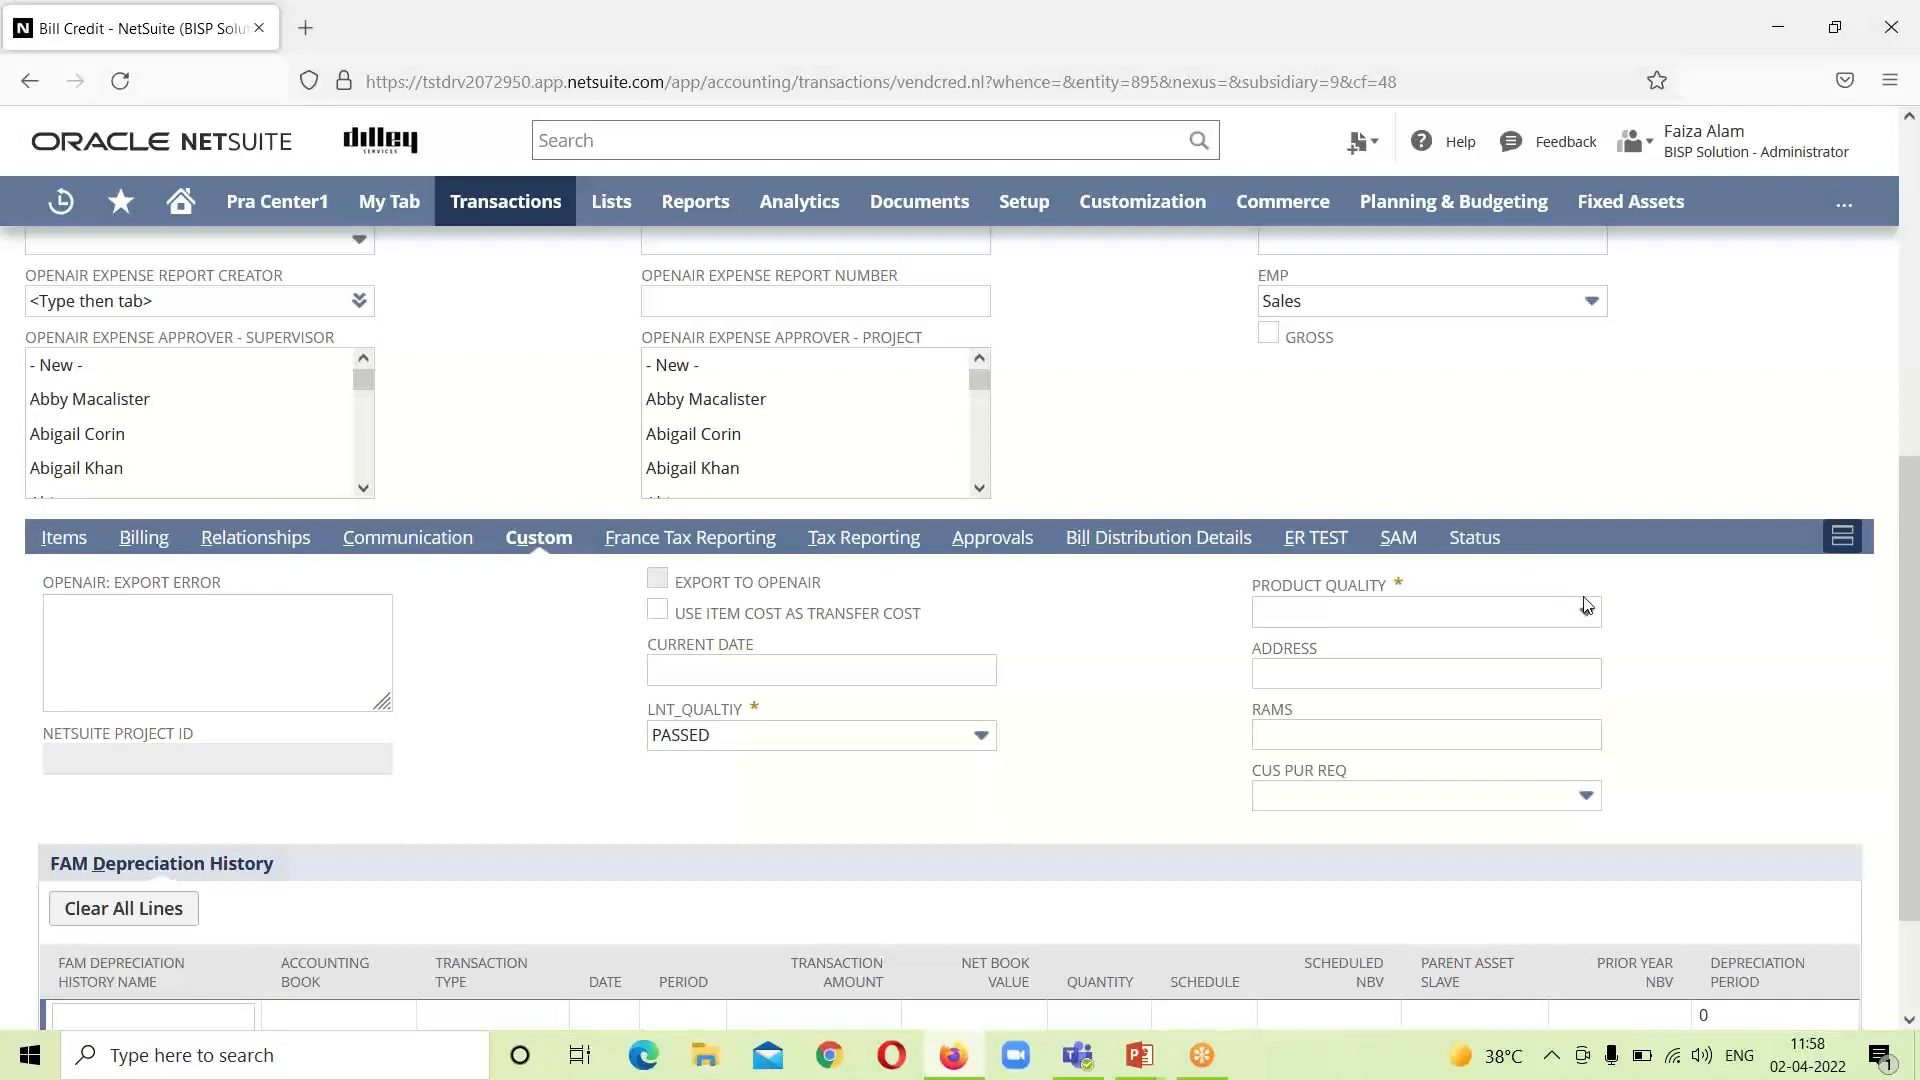 Bill Credit - NetSuite (BISP Solu
https://tstdrv2072950.app.netsuite.com/app/accounting/transactions/vendcred.nl?whence=&entity=895&nexus=&subsidiary=9&cf=48
ORACLE NETSUITE
dilley
SERVICES
Search
Help
Feedback
Faiza Alam
BISP Solution - Administrator
Pra Center1
My Tab
Transactions
Lists
Reports
Analytics
Documents
Setup
Customization
Commerce
Planning & Budgeting
Fixed Assets
...
OPENAIR EXPENSE REPORT CREATOR
<Type then tab>
OPENAIR EXPENSE APPROVER - SUPERVISOR
- New -
Abby Macalister
Abigail Corin
Abigail Khan
OPENAIR EXPENSE REPORT NUMBER
OPENAIR EXPENSE APPROVER - PROJECT
- New -
Abby Macalister
Abigail Corin
Abigail Khan
EMP
Sales
GROSS
Items
Billing
Relationships
Communication
Custom
France Tax Reporting
Tax Reporting
Approvals
Bill Distribution Details
ER TEST
SAM
Status
OPENAIR: EXPORT ERROR
NETSUITE PROJECT ID
EXPORT TO OPENAIR
USE ITEM COST AS TRANSFER COST
CURRENT DATE
LNT_QUALTIY *
PASSED
PRODUCT QUALITY *
ADDRESS
RAMS
CUS PUR REQ
FAM Depreciation History
Clear All Lines
FAM DEPRECIATION
HISTORY NAME
ACCOUNTING
BOOK
TRANSACTION
TYPE
DATE
PERIOD
TRANSACTION
AMOUNT
NET BOOK
VALUE
QUANTITY
SCHEDULE
SCHEDULED
NBV
PARENT ASSET
SLAVE
PRIOR YEAR
NBV
DEPRECIATION
PERIOD
0
Type here to search
38°C
ENG
11:58
02-04-2022
1